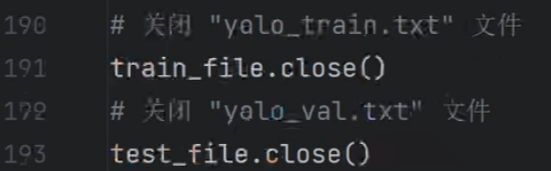 190 # 关闭 "yolo_train.txt" 文件
191 train_file.close()
192 # 关闭 "yolo_val.txt" 文件
193 test_file.close()